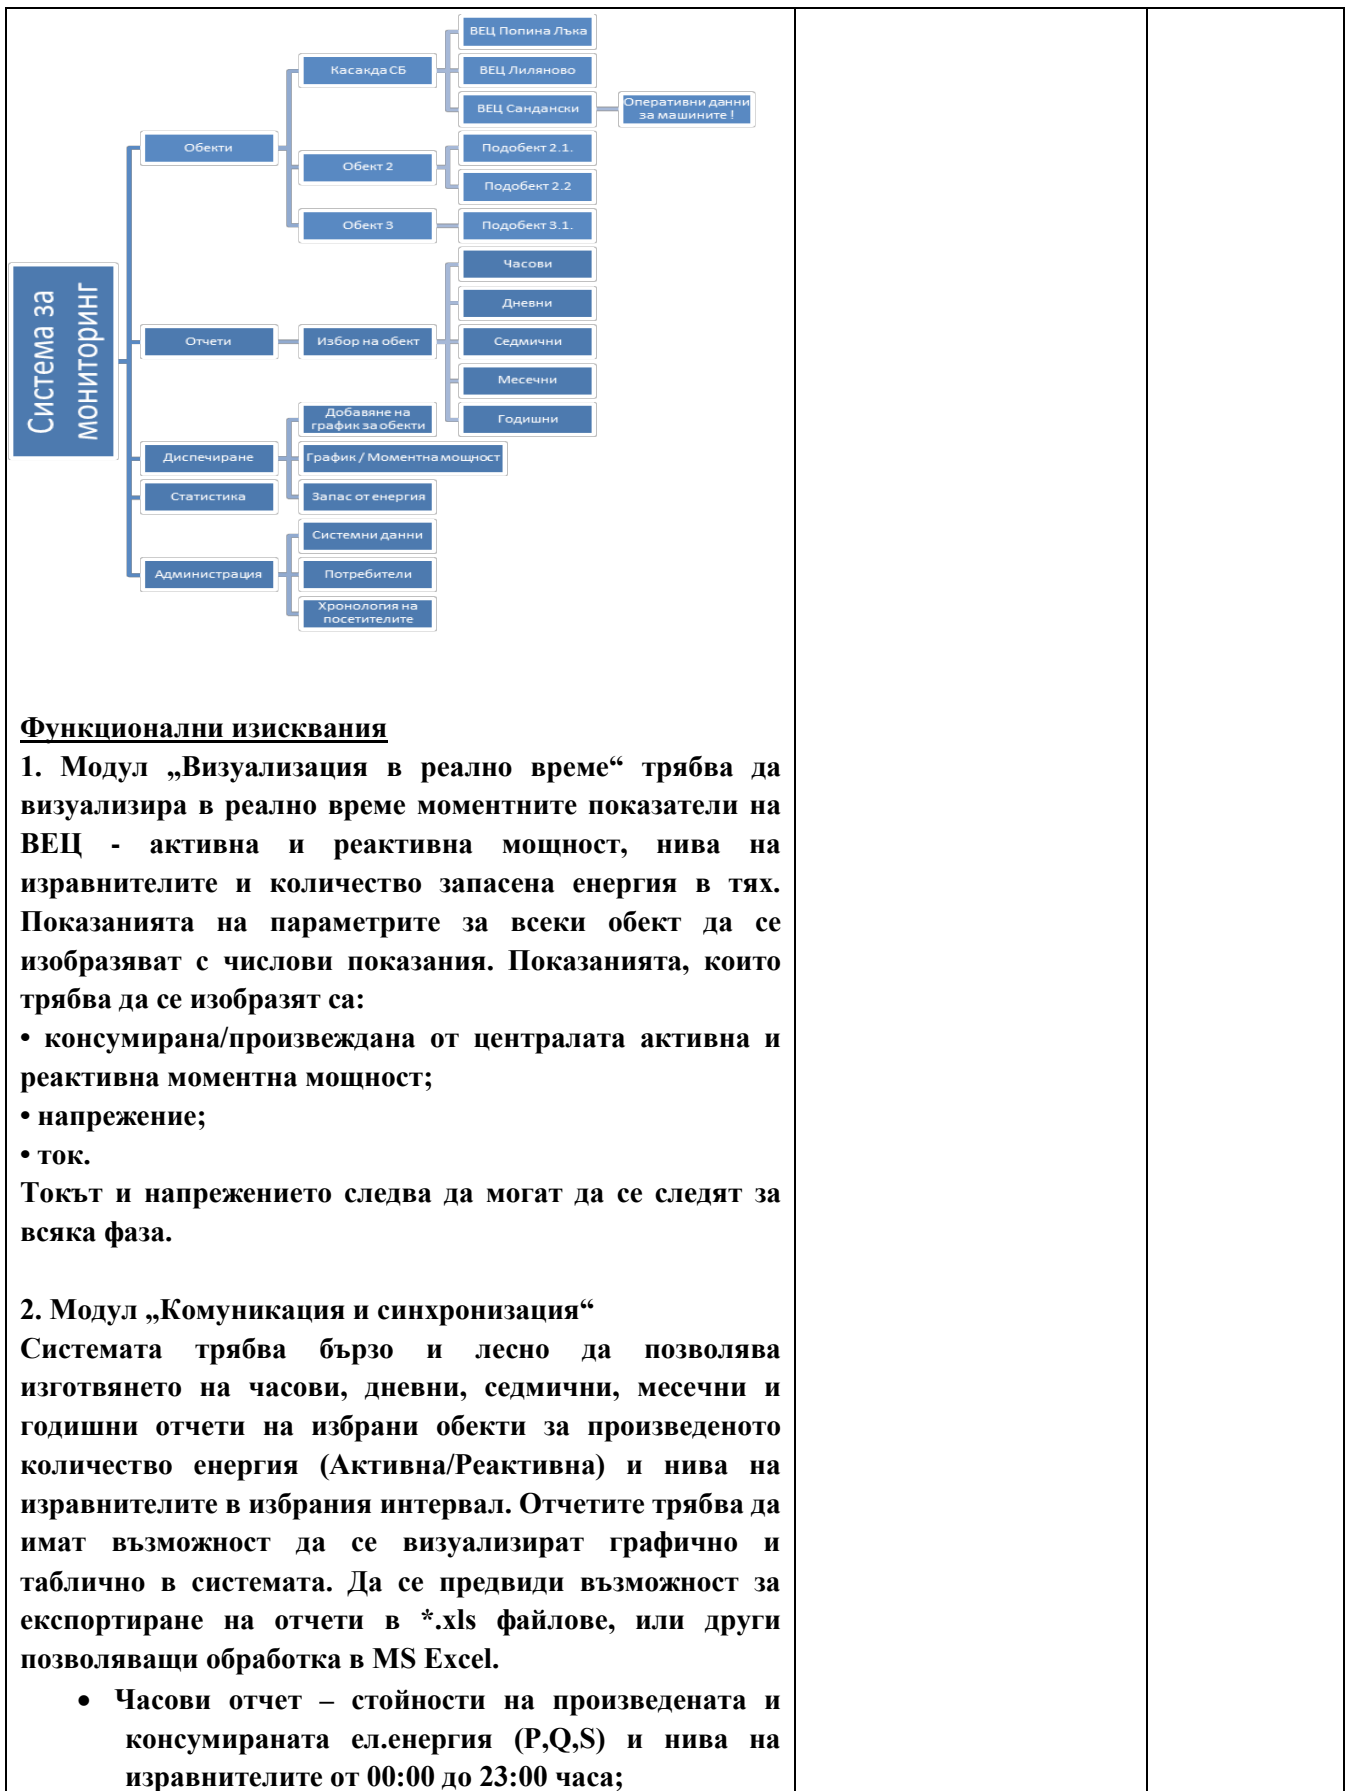 ВЕЦ Попина Лъка
Касакда СБ
ВЕЦ Лиляново
ВЕЦ Сандански
Оперативни данни
за машините !
Обекти
Подобект 2.1.
Обект 2
Подобект 2.2
Обект 3
Подобект 3.1.
Система за
мониторинг
Часови
Дневни
Отчети
Избор на обект
Седмични
Месечни
Годишни
Добавяне на
график за обекти
Диспечиране
График / Моментна мощност
Статистика
Запас от енергия
Системни данни
Администрация
Потребители
Хронология на
посетителите
Функционални изисквания
1. Модул „Визуализация в реално време“ трябва да
визуализира в реално време моментните показатели на
ВЕЦ - активна и реактивна мощност, нива на
изравнителите и количество запасена енергия в тях.
Показанията на параметрите за всеки обект да се
изобразяват с числови показания. Показанията, които
трябва да се изобразят са:
• консумирана/произвеждана от централата активна и
реактивна моментна мощност;
• напрежение;
• ток.
Токът и напрежението следва да могат да се следят за
всяка фаза.
2. Модул „Комуникация и синхронизация“
Системата трябва бързо и лесно да позволява
изготвянето на часови, дневни, седмични, месечни и
годишни отчети на избрани обекти за произведеното
количество енергия (Активна/Реактивна) и нива на
изравнителите в избрания интервал. Отчетите трябва да
имат възможност да се визуализират графично и
таблично в системата. Да се предвиди възможност за
експортиране на отчети в *.xls файлове, или други
позволяващи обработка в MS Excel.
• Часови отчет – стойности на произведената и
консумираната ел.енергия (P,Q,S) и нива на
изравнителите от 00:00 до 23:00 часа;